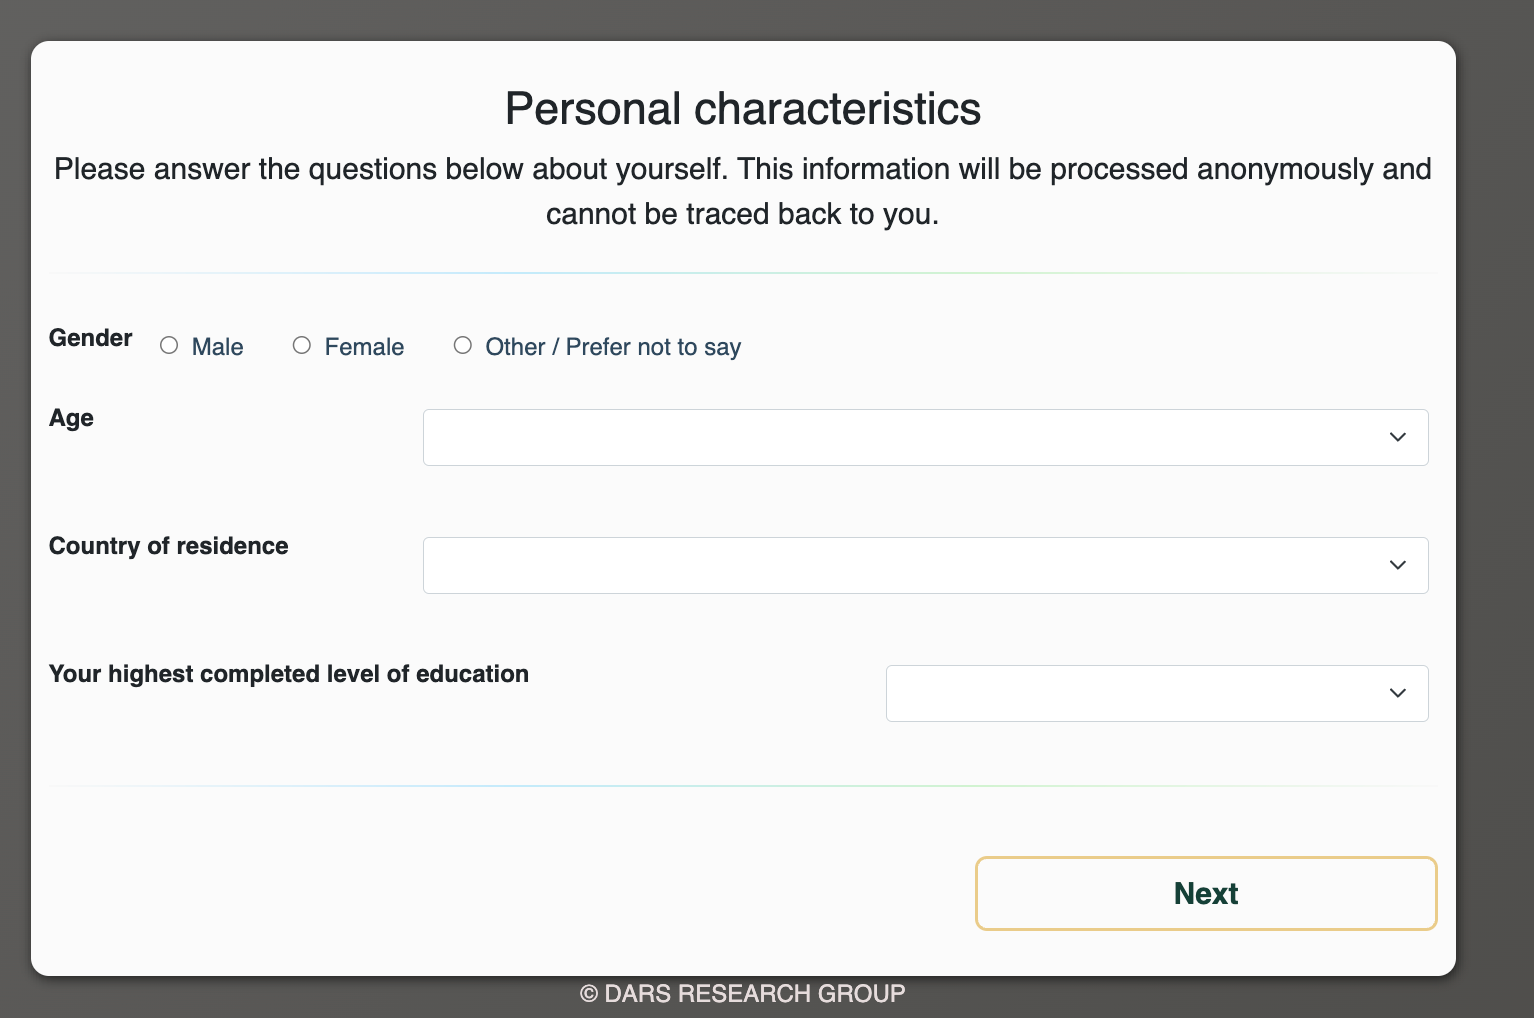 Personal characteristics
Please answer the questions below about yourself. This information will be processed anonymously and
cannot be traced back to you.
Gender Male Female Other / Prefer not to say
Age
Country of residence
Your highest completed level of education
Next
© DARS RESEARCH GROUP